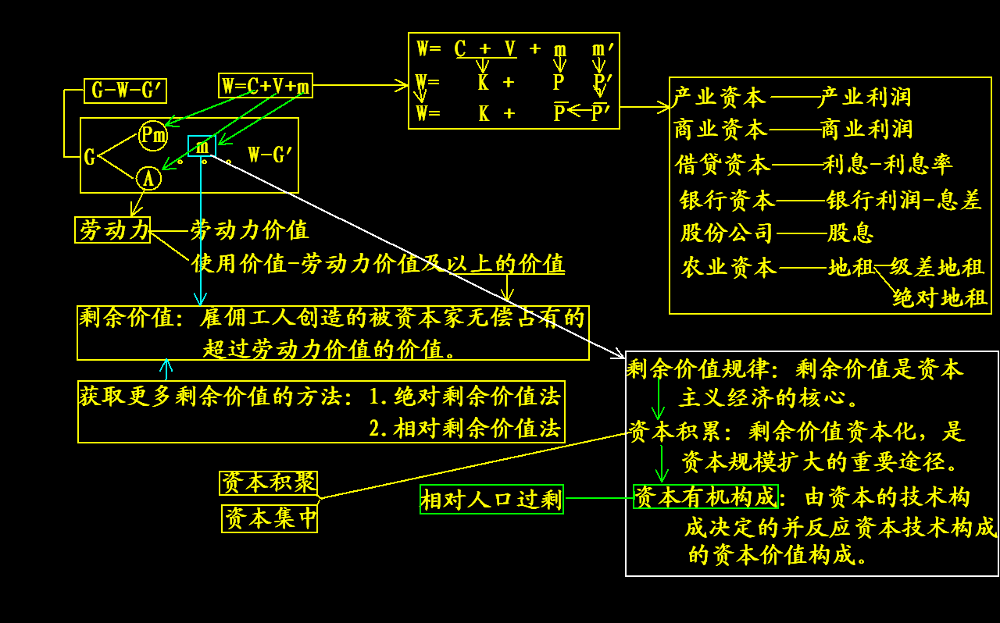 W= C + V + m m′
W= K + P P′
W= K + P̅ P̅′
G-W-G′
W=C+V+m
G
Pm
A
m
。 。 。 W-G′
产业资本 产业利润
商业资本 商业利润
借贷资本 利息-利息率
银行资本 银行利润-息差
股份公司 股息
农业资本 地租 级差地租
绝对地租
劳动力 劳动力价值
使用价值-劳动力价值及以上的价值
剩余价值：雇佣工人创造的被资本家无偿占有的
超过劳动力价值的价值。
获取更多剩余价值的方法：1.绝对剩余价值法
2.相对剩余价值法
剩余价值规律：剩余价值是资本
主义经济的核心。
资本积累：剩余价值资本化，是
资本规模扩大的重要途径。
资本积聚
资本集中
相对人口过剩
资本有机构成：由资本的技术构
成决定的并反应资本技术构成
的资本价值构成。